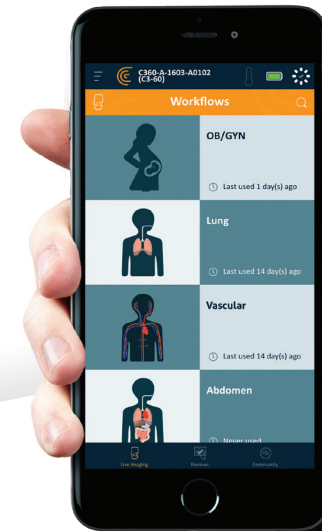 C360-A-1603-A0102
(C3-60)
Workflows
OB/GYN
Last used 1 day(s) ago
Lung
Last used 14 day(s) ago
Vascular
Last used 14 day(s) ago
Abdomen
Never used
Live Imaging
Reviews
Community